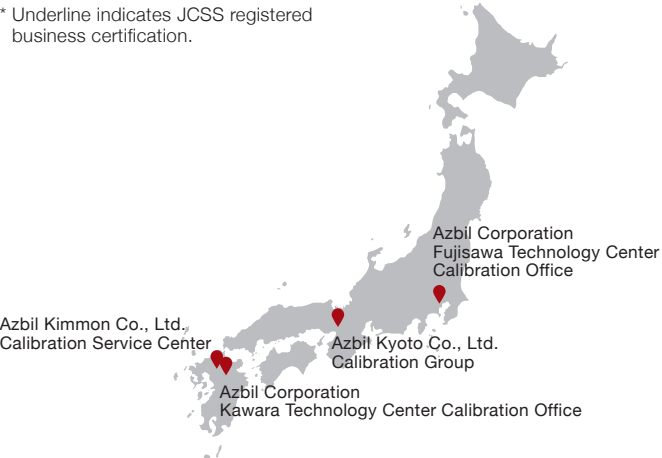 * Underline indicates JCSS registered
business certification.
Azbil Corporation
Fujisawa Technology Center
Calibration Office
Azbil Kimmon Co., Ltd.
Calibration Service Center
Azbil Kyoto Co., Ltd.
Calibration Group
Azbil Corporation
Kawara Technology Center Calibration Office